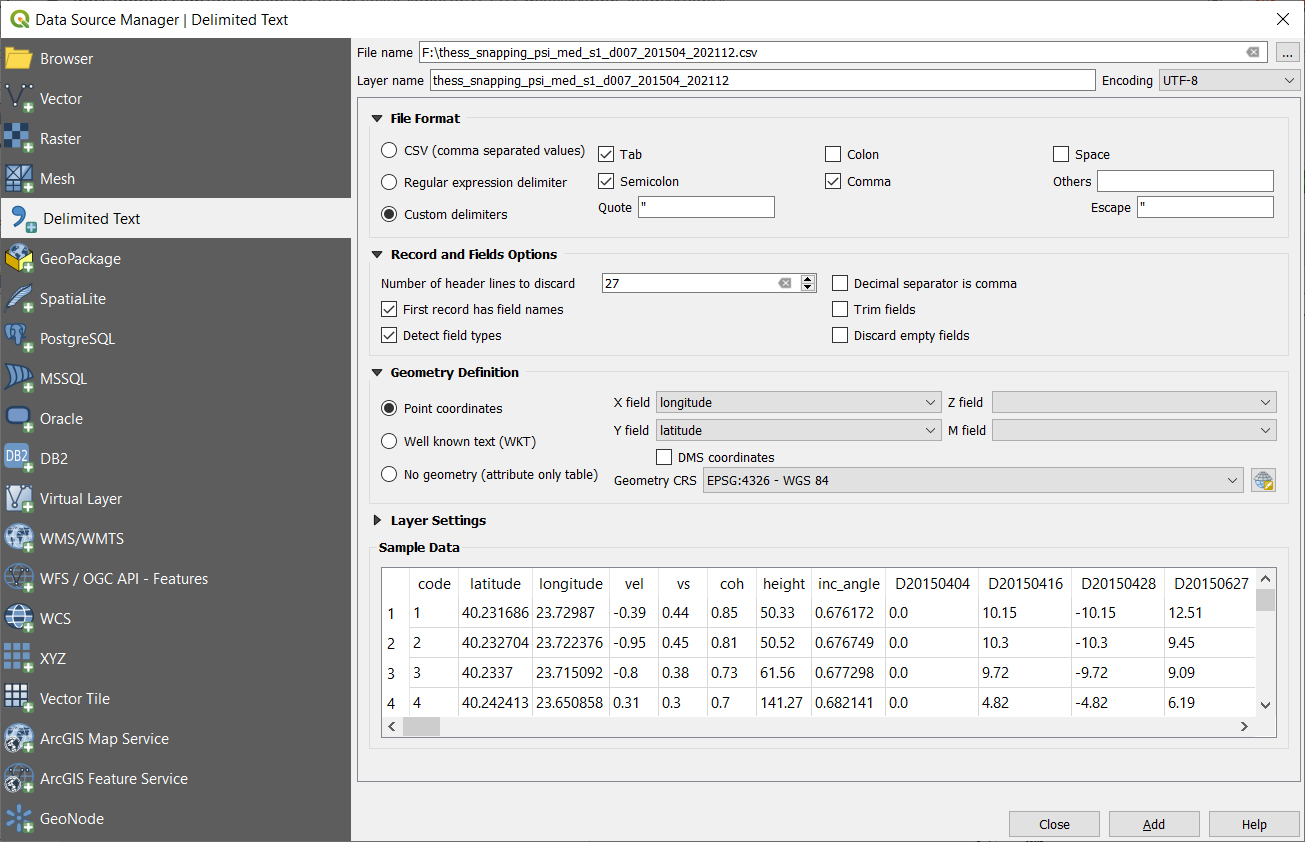 Data Source Manager | Delimited Text
Browser
Vector
Raster
Mesh
Delimited Text
GeoPackage
SpatiaLite
PostgreSQL
MSSQL
Oracle
DB2 DB2
Virtual Layer
WMS/WMTS
WFS / OGC API - Features
WCS
XYZ
Vector Tile
ArcGIS Map Service
ArcGIS Feature Service
GeoNode
File name F:\thess_snapping_psi_med_s1_d007_201504_202112.csv ...
Layer name thess_snapping_psi_med_s1_d007_201504_202112 Encoding UTF-8
File Format
CSV (comma separated values) Tab Colon Space
Regular expression delimiter Semicolon Comma Others
Custom delimiters Quote " Escape "
Record and Fields Options
Number of header lines to discard 27 Decimal separator is comma
First record has field names Trim fields
Detect field types Discard empty fields
Geometry Definition
Point coordinates X field longitude Z field
Y field latitude M field
Well known text (WKT)
DMS coordinates
No geometry (attribute only table) Geometry CRS EPSG:4326 - WGS 84
Layer Settings
Sample Data
code latitude longitude vel vs coh height inc_angle D20150404 D20150416 D20150428 D20150627
1 1 40.231686 23.72987 -0.39 0.44 0.85 50.33 0.676172 0.0 10.15 -10.15 12.51
2 2 40.232704 23.722376 -0.95 0.45 0.81 50.52 0.676749 0.0 10.3 -10.3 9.45
3 3 40.2337 23.715092 -0.8 0.38 0.73 61.56 0.677298 0.0 9.72 -9.72 9.09
4 4 40.242413 23.650858 0.31 0.3 0.7 141.27 0.682141 0.0 4.82 -4.82 6.19
Close Add Help